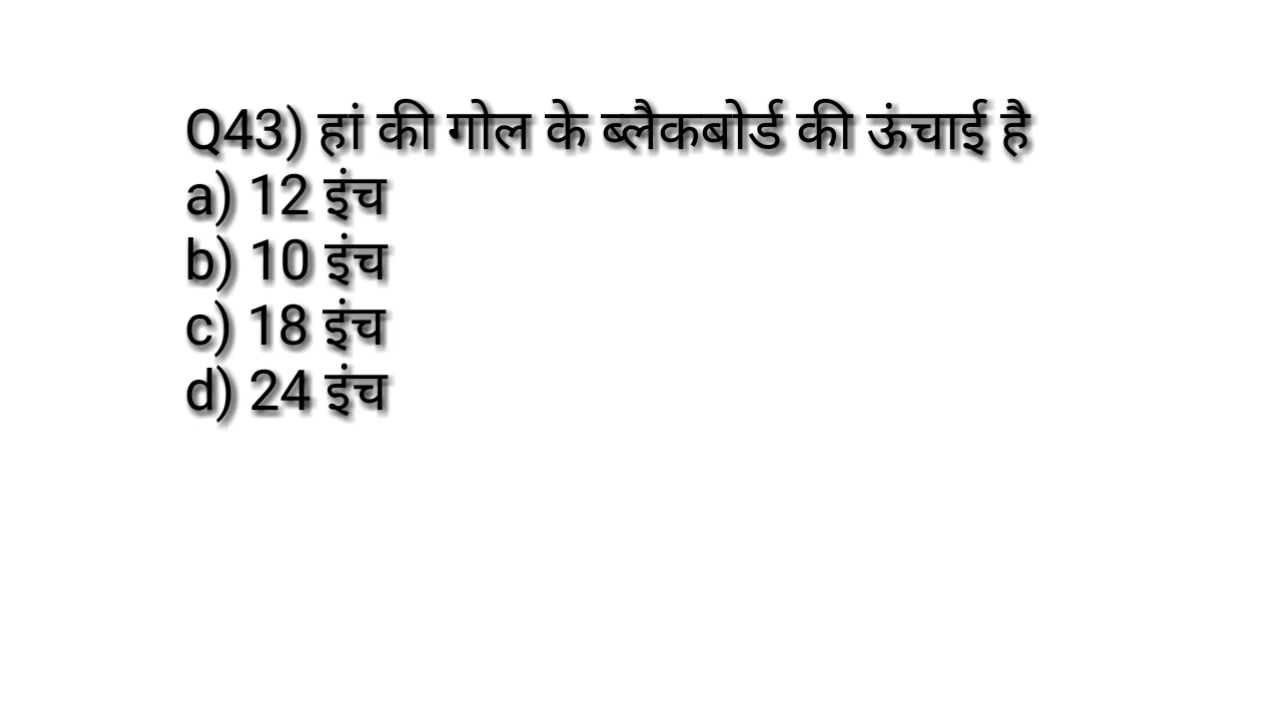 Q43) हां की गोल के ब्लैकबोर्ड की ऊंचाई है
a) 12 इंच
b) 10 इंच
c) 18 इंच
d) 24 इंच